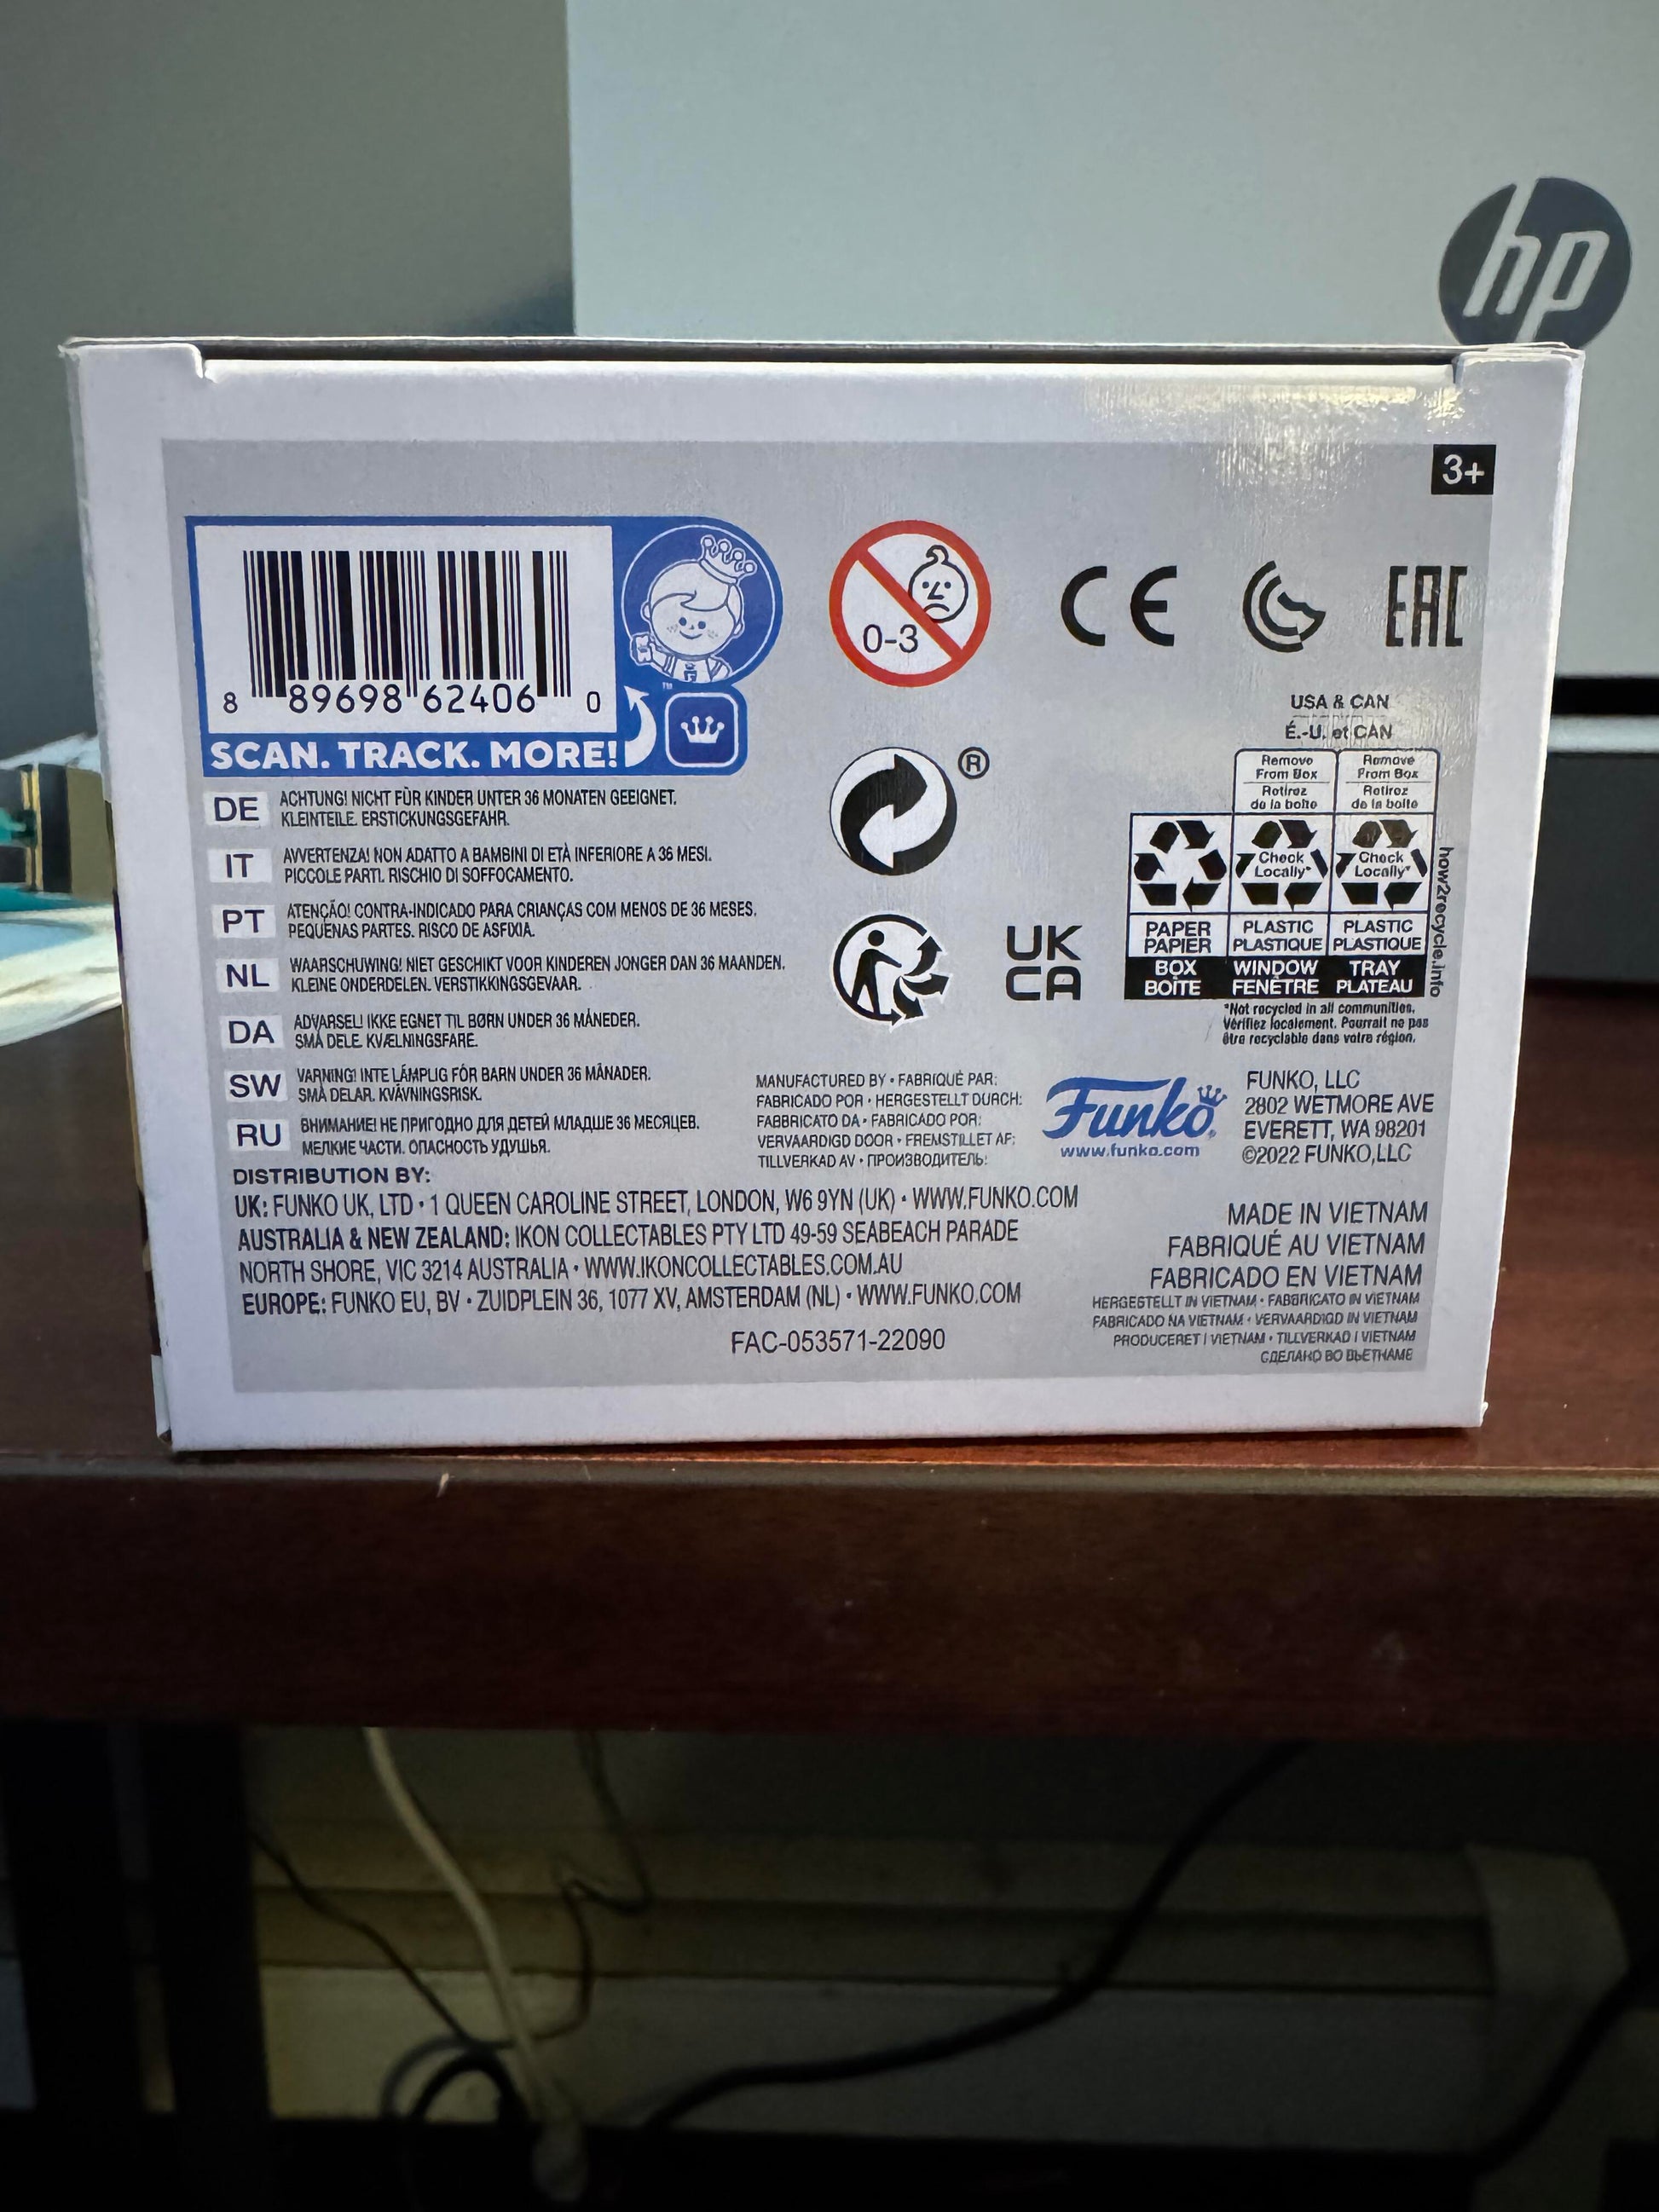 hp
3+
8 89698 62406 0
SCAN. TRACK. MORE!
™
0-3
CE
EAC
USA & CAN
É.-U. et CAN
Remove
From Box
Retirez
de la boîte
Remove
From Box
Retirez
de la boîte
®
Check
Locally*
Check
Locally*
PAPER
PAPIER
BOX
BOÎTE
PLASTIC
PLASTIQUE
WINDOW
FENÊTRE
PLASTIC
PLASTIQUE
TRAY
PLATEAU
how2recycle.info
*Not recycled in all communities.
Vérifiez localement. Pourrait ne pas
être recyclable dans votre région.
UK
CA
DE ACHTUNG! NICHT FÜR KINDER UNTER 36 MONATEN GEEIGNET.
KLEINTEILE. ERSTICKUNGSGEFAHR.
IT AVVERTENZA! NON ADATTO A BAMBINI DI ETÀ INFERIORE A 36 MESI.
PICCOLE PARTI. RISCHIO DI SOFFOCAMENTO.
PT ATENÇÃO! CONTRA-INDICADO PARA CRIANÇAS COM MENOS DE 36 MESES.
PEQUENAS PARTES. RISCO DE ASFIXIA.
NL WAARSCHUWING! NIET GESCHIKT VOOR KINDEREN JONGER DAN 36 MAANDEN.
KLEINE ONDERDELEN. VERSTIKKINGSGEVAAR.
DA ADVARSEL! IKKE EGNET TIL BØRN UNDER 36 MÅNEDER.
SMÅ DELE. KVÆLNINGSFARE.
SW VARNING! INTE LÄMPLIG FÖR BARN UNDER 36 MÅNADER.
SMÅ DELAR. KVÄVNINGSRISK.
RU ВНИМАНИЕ! НЕ ПРИГОДНО ДЛЯ ДЕТЕЙ МЛАДШЕ 36 МЕСЯЦЕВ.
МЕЛКИЕ ЧАСТИ. ОПАСНОСТЬ УДУШЬЯ.
MANUFACTURED BY • FABRIQUÉ PAR:
FABRICADO POR • HERGESTELLT DURCH:
FABBRICATO DA • FABRICADO POR:
VERVAARDIGD DOOR • FREMSTILLET AF:
TILLVERKAD AV • ПРОИЗВОДИТЕЛЬ:
Funko
www.funko.com
FUNKO, LLC
2802 WETMORE AVE
EVERETT, WA 98201
©2022 FUNKO,LLC
DISTRIBUTION BY:
UK: FUNKO UK, LTD • 1 QUEEN CAROLINE STREET, LONDON, W6 9YN (UK) • WWW.FUNKO.COM
AUSTRALIA & NEW ZEALAND: IKON COLLECTABLES PTY LTD 49-59 SEABEACH PARADE
NORTH SHORE, VIC 3214 AUSTRALIA • WWW.IKONCOLLECTABLES.COM.AU
EUROPE: FUNKO EU, BV • ZUIDPLEIN 36, 1077 XV, AMSTERDAM (NL) • WWW.FUNKO.COM
FAC-053571-22090
MADE IN VIETNAM
FABRIQUÉ AU VIETNAM
FABRICADO EN VIETNAM
HERGESTELLT IN VIETNAM • FABBRICATO IN VIETNAM
FABRICADO NA VIETNAM • VERVAARDIGD IN VIETNAM
PRODUCERET I VIETNAM • TILLVERKAD I VIETNAM
СДЕЛАНО ВО ВЬЕТНАМЕ